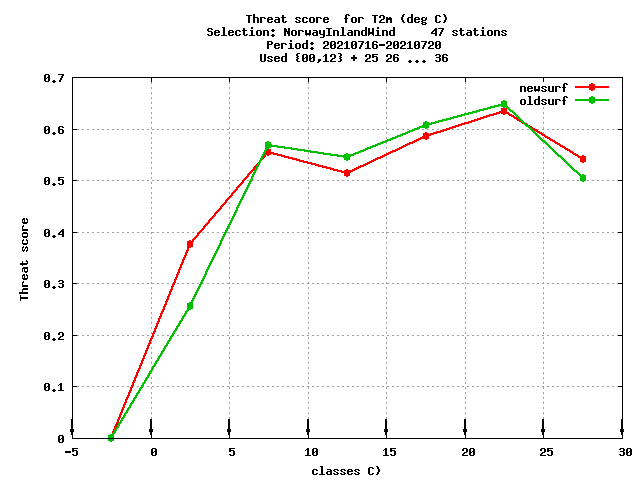 Threat score  for T2m (deg C)
Selection: NorwayInlandWind     47 stations
Period: 20210716-20210720
Used {00,12} + 25 26 ... 36
newsurf
oldsurf
0.7
0.6
0.5
0.4
0.3
0.2
0.1
0
Threat score
-5 0 5 10 15 20 25 30
classes C)